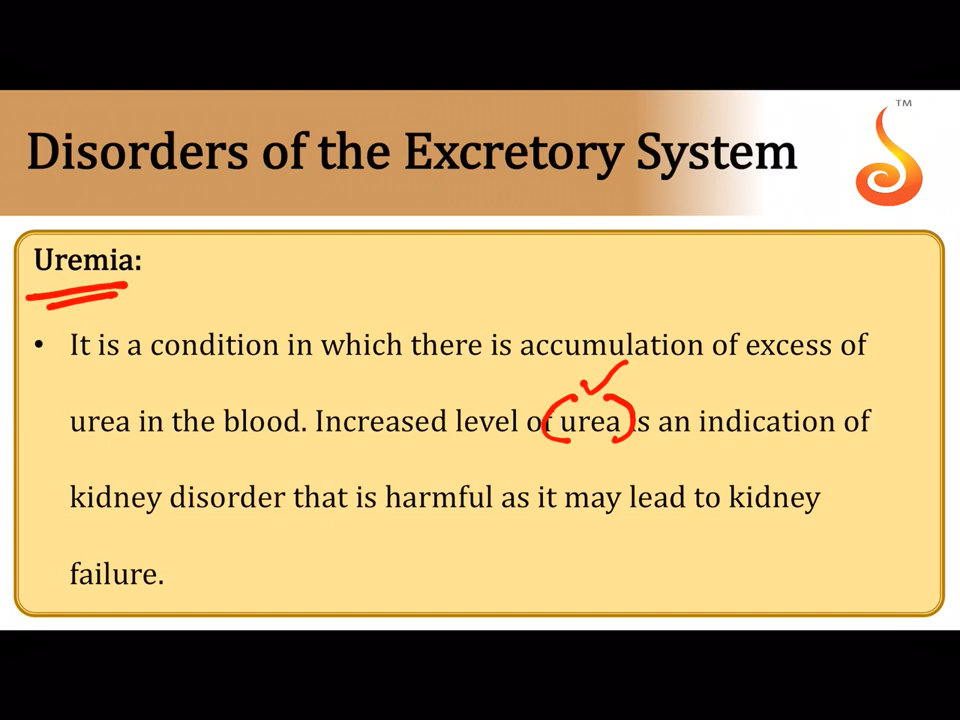 Disorders of the Excretory System
TM
Uremia:
• It is a condition in which there is accumulation of excess of
urea in the blood. Increased level of urea is an indication of
kidney disorder that is harmful as it may lead to kidney
failure.